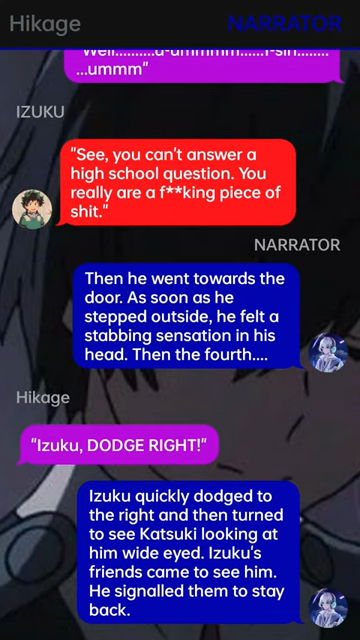 Hikage
NARRATOR
"Well..........u-ummmm......i-sin........
...ummm"
IZUKU
"See, you can't answer a
high school question. You
really are a f**king piece of
shit."
NARRATOR
Then he went towards the
door. As soon as he
stepped outside, he felt a
stabbing sensation in his
head. Then the fourth....
Hikage
"Izuku, DODGE RIGHT!"
Izuku quickly dodged to
the right and then turned
to see Katsuki looking at
him wide eyed. Izuku's
friends came to see him.
He signalled them to stay
back.